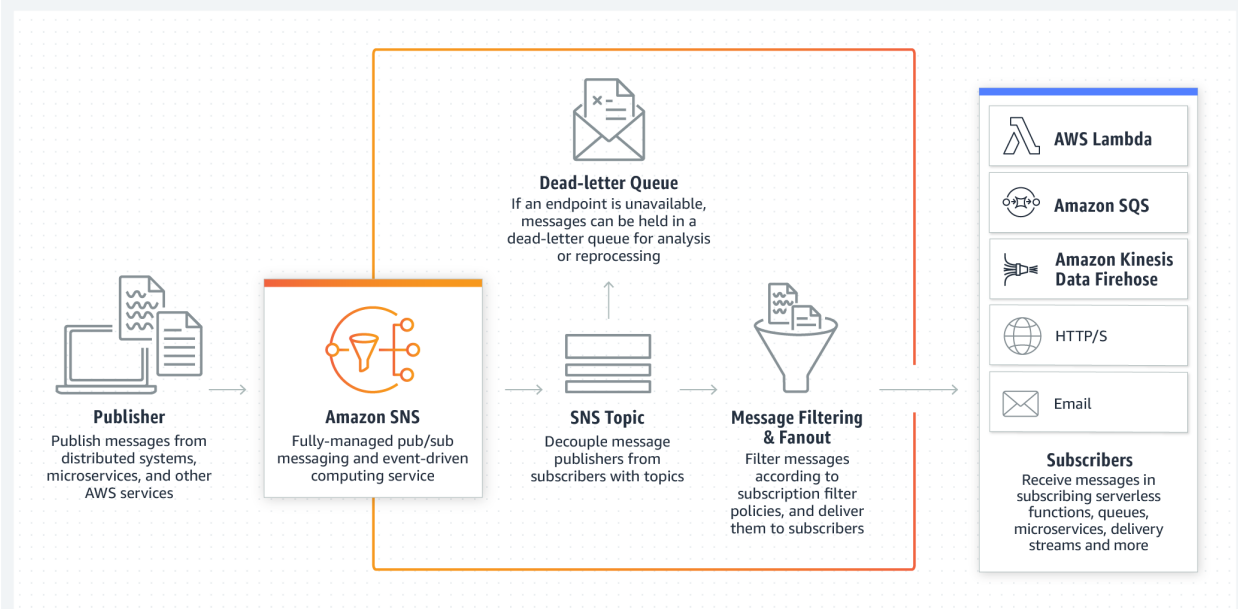 Publisher
Publish messages from
distributed systems,
microservices, and other
AWS services
Amazon SNS
Fully-managed pub/sub
messaging and event-driven
computing service
Dead-letter Queue
If an endpoint is unavailable,
messages can be held in a
dead-letter queue for analysis
or reprocessing
SNS Topic
Decouple message
publishers from
subscribers with topics
Message Filtering
& Fanout
Filter messages
according to
subscription filter
policies, and deliver
them to subscribers
AWS Lambda
Amazon SQS
Amazon Kinesis
Data Firehose
HTTP/S
Email
Subscribers
Receive messages in
subscribing serverless
functions, queues,
microservices, delivery
streams and more